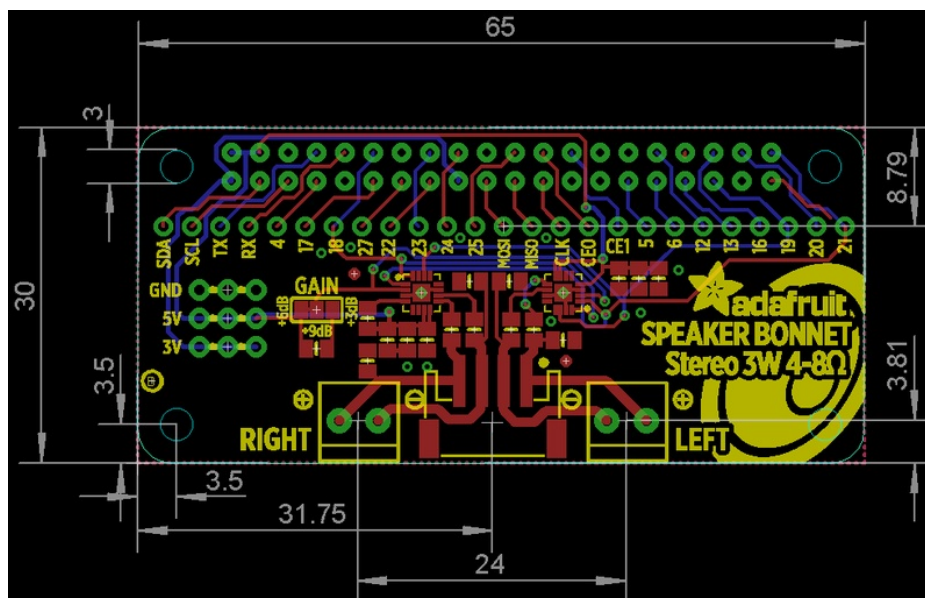 65
3
30
8.79
SDA SCL TX RX 4 17 18 27 22 23 24 25 MOSI MISO CLK CE0 CE1 5 6 12 13 16 19 20 21
GND
5V
3V
GAIN
+6dB
+3dB
+9dB
adafruit
SPEAKER BONNET
Stereo 3W 4-8Ω
3.5
3.81
RIGHT
LEFT
3.5
31.75
24